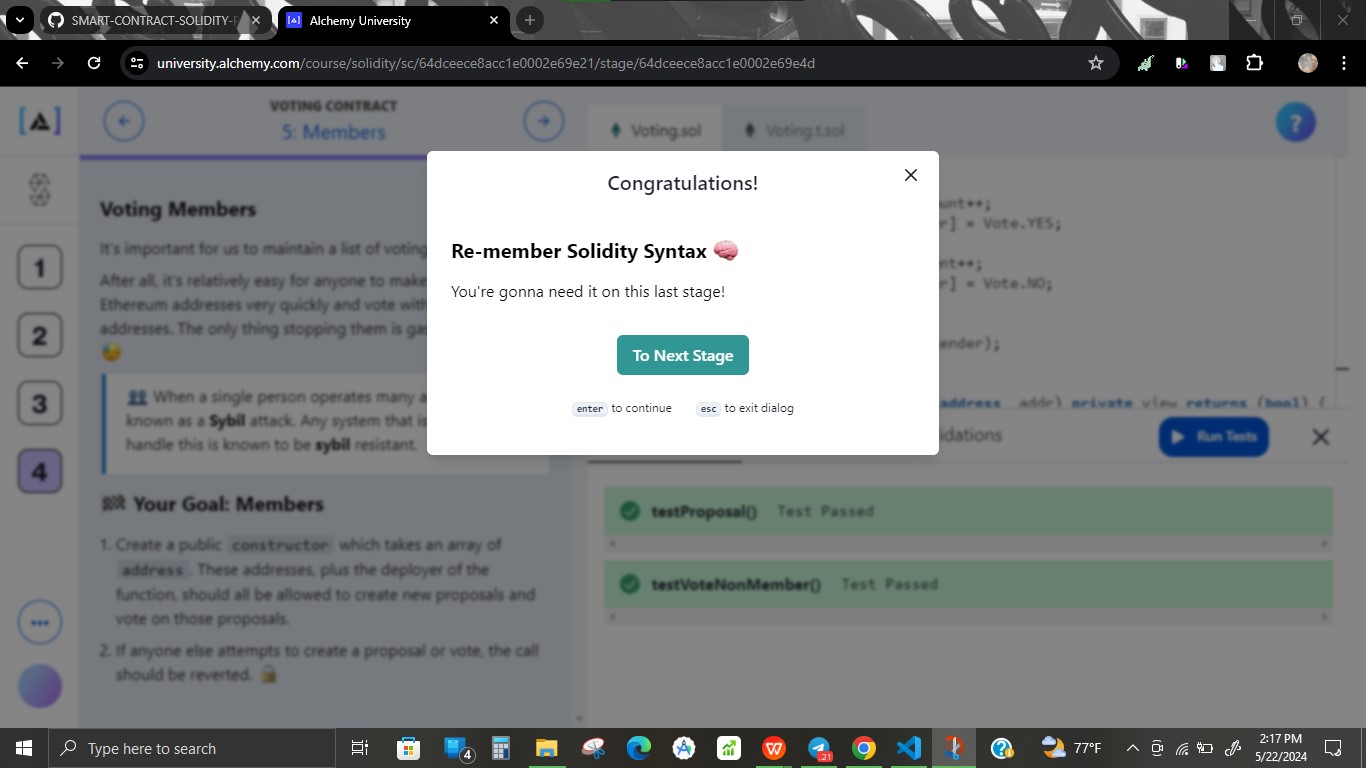 SMART-CONTRACT-SOLIDITY-F
Alchemy University
university.alchemy.com/course/solidity/sc/64dceece8acc1e0002e69e21/stage/64dceece8acc1e0002e69e4d
VOTING CONTRACT
5: Members
Voting.sol
Voting.t.sol
?
Voting Members
It's important for us to maintain a list of voting
After all, it's relatively easy for anyone to make
Ethereum addresses very quickly and vote with
addresses. The only thing stopping them is ga
👥 When a single person operates many a
known as a Sybil attack. Any system that is
handle this is known to be sybil resistant.
🏁 Your Goal: Members
1. Create a public constructor which takes an array of
address. These addresses, plus the deployer of the
function, should all be allowed to create new proposals and
vote on those proposals.
2. If anyone else attempts to create a proposal or vote, the call
should be reverted. 🔒
1
2
3
4
Congratulations!
Re-member Solidity Syntax 🧠
You're gonna need it on this last stage!
To Next Stage
enter to continue
esc to exit dialog
unt++;
r] = Vote.YES;
nt++;
r] = Vote.NO;
ender);
address addr) private view returns (bool) {
idations
Run Tests
testProposal() Test Passed
testVoteNonMember() Test Passed
Type here to search
4
21
77°F
2:17 PM
5/22/2024